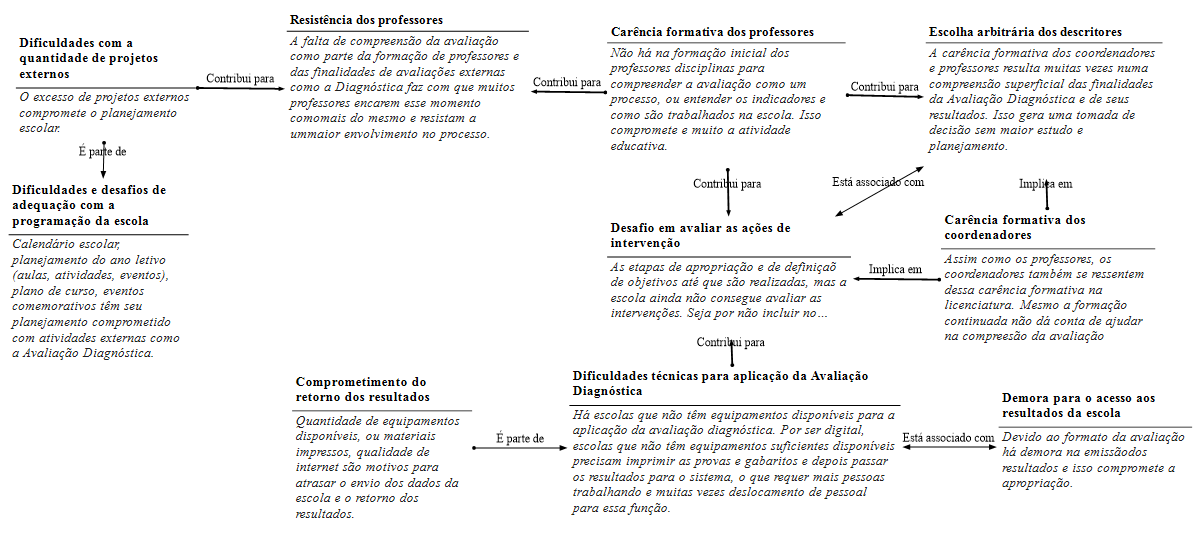 Dificuldades com a
quantidade de projetos
externos
O excesso de projetos externos
compromete o planejamento
escolar.
Contribui para
Resistência dos professores
A falta de compreensão da avaliação
como parte da formação de professores e
das finalidades de avaliações externas
como a Diagnóstica faz com que muitos
professores encarem esse momento
comomais do mesmo e resistam a
ummaior envolvimento no processo.
Contribui para
Carência formativa dos professores
Não há na formação inicial dos
professores disciplinas para
compreender a avaliação como um
processo, ou entender os indicadores e
como são trabalhados na escola. Isso
compromete e muito a atividade
educativa.
Contribui para
Escolha arbitrária dos descritores
A carência formativa dos coordenadores
e professores resulta muitas vezes numa
compreensão superficial das finalidades
da Avaliação Diagnóstica e de seus
resultados. Isso gera uma tomada de
decisão sem maior estudo e
planejamento.
É parte de
Dificuldades e desafios de
adequação com a
programação da escola
Calendário escolar,
planejamento do ano letivo
(aulas, atividades, eventos),
plano de curso, eventos
comemorativos têm seu
planejamento comprometido
com atividades externas como
a Avaliação Diagnóstica.
Contribui para
Está associado com
Implica em
Desafio em avaliar as ações de
intervenção
As etapas de apropriação e de definiçaõ
de objetivos até que são realizadas, mas a
escola ainda não consegue avaliar as
intervenções. Seja por não incluir no...
Implica em
Carência formativa dos
coordenadores
Assim como os professores, os
coordenadores também se ressentem
dessa carência formativa na
licenciatura. Mesmo a formação
continuada não dá conta de ajudar
na compreesão da avaliação
Contribui para
Comprometimento do
retorno dos resultados
Quantidade de equipamentos
disponíveis, ou materiais
impressos, qualidade de
internet são motivos para
atrasar o envio dos dados da
escola e o retorno dos
resultados.
É parte de
Dificuldades técnicas para aplicação da Avaliação
Diagnóstica
Há escolas que não têm equipamentos disponíveis para a
aplicação da avaliação diagnóstica. Por ser digital,
escolas que não têm equipamentos suficientes disponíveis
precisam imprimir as provas e gabaritos e depois passar
os resultados para o sistema, o que requer mais pessoas
trabalhando e muitas vezes deslocamento de pessoal
para essa função.
Está associado com
Demora para o acesso aos
resultados da escola
Devido ao formato da avaliação
há demora na emissãodos
resultados e isso compromete a
apropriação.